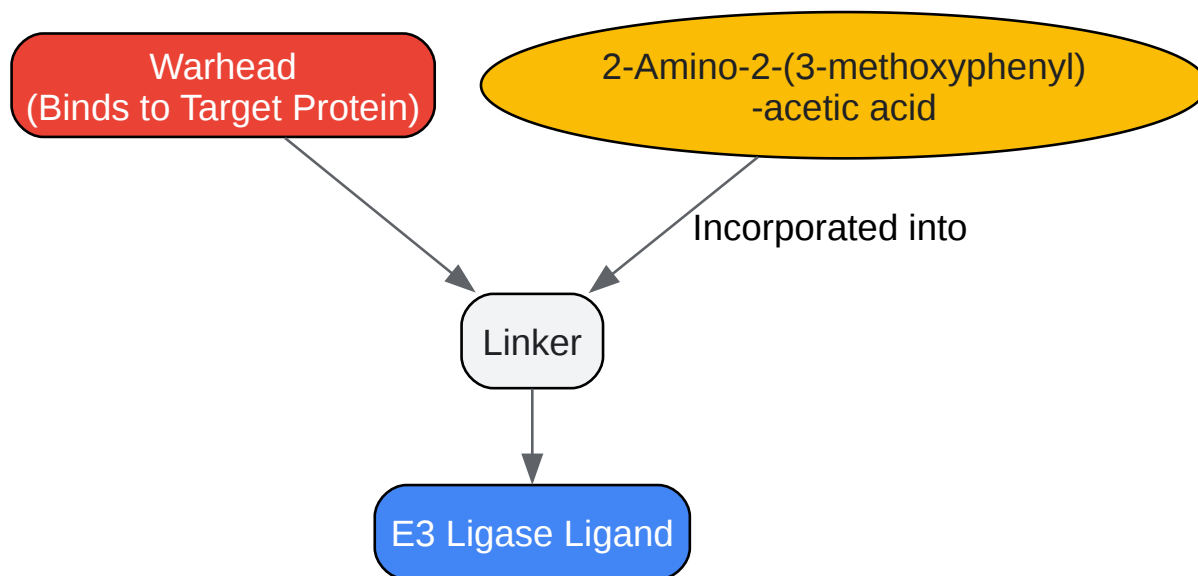 Warhead
(Binds to Target Protein)
2-Amino-2-(3-methoxyphenyl)
-acetic acid
Incorporated into
Linker
E3 Ligase Ligand